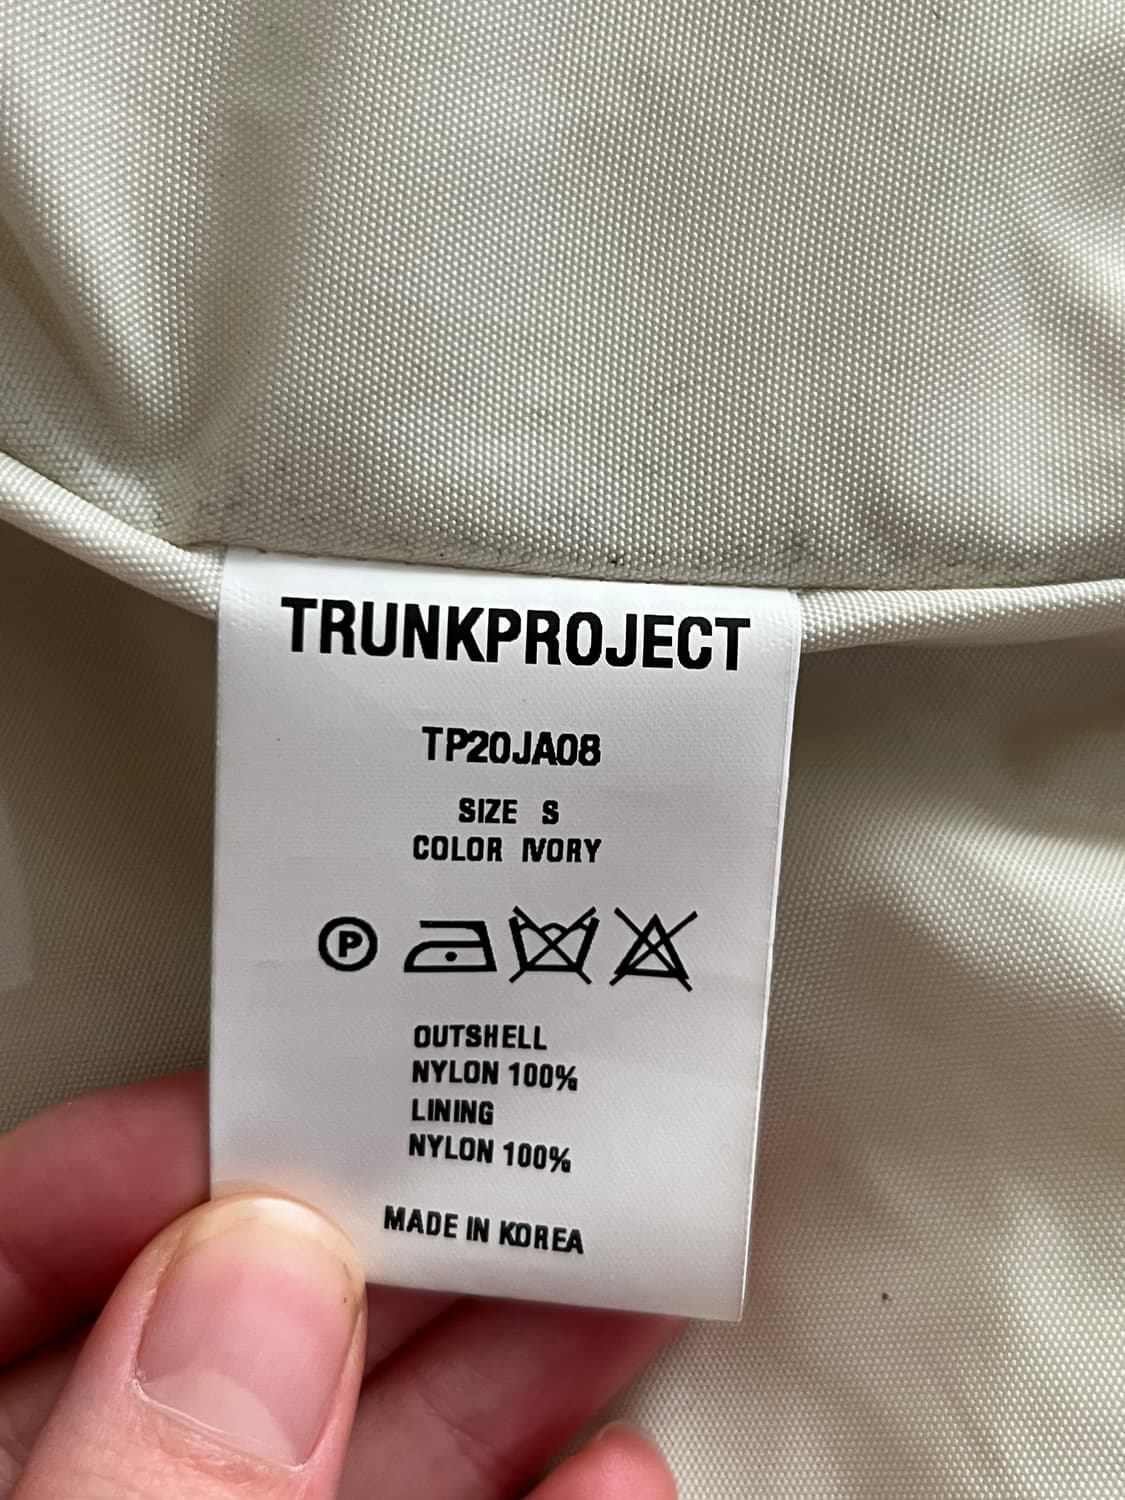 TRUNKPROJECT
TP20JA08
SIZE S
COLOR IVORY
P
OUTSHELL
NYLON 100%
LINING
NYLON 100%
MADE IN KOREA